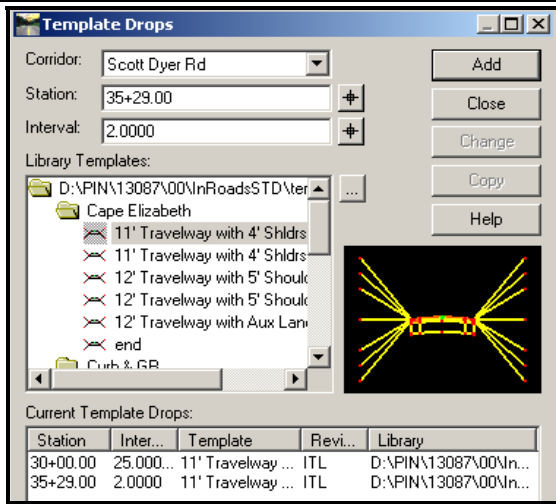 Template Drops
Corridor: Scott Dyer Rd Add
Station: 35+29.00 Close
Interval: 2.0000 Change
Library Templates: Copy
D:\PIN\13087\00\InRoadsSTD\ter ...
Cape Elizabeth Help
11' Travelway with 4' Shldrs
11' Travelway with 4' Shldrs
12' Travelway with 5' Should
12' Travelway with 5' Should
12' Travelway with Aux Lan
end
Curb & GR
Current Template Drops:
Station Inter... Template Revi... Library
30+00.00 25.000... 11' Travelway ... ITL D:\PIN\13087\00\In...
35+29.00 2.0000 11' Travelway ... ITL D:\PIN\13087\00\In...